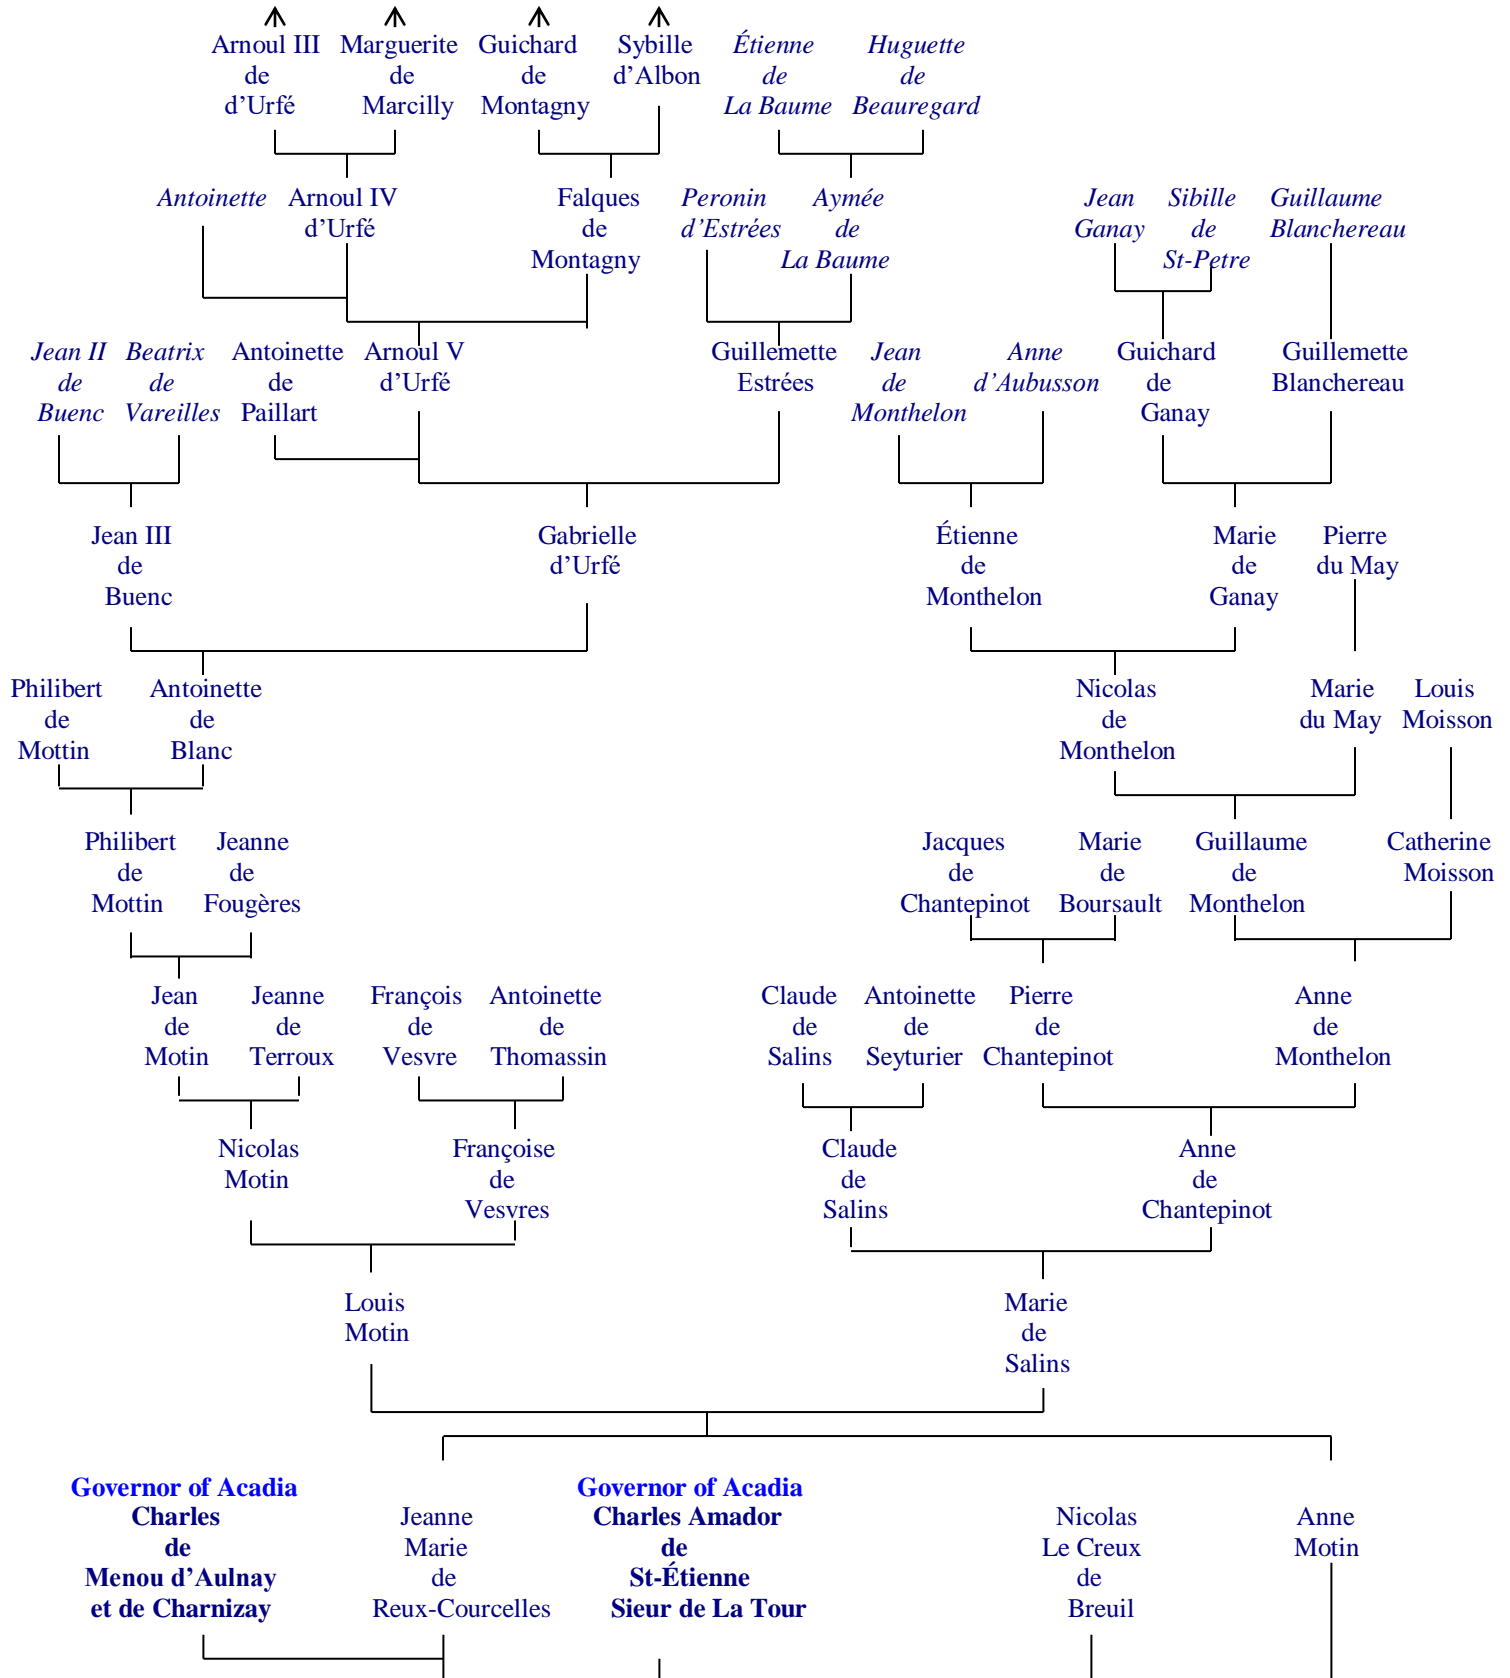 Arnoul III Marguerite Guichard Sybille Étienne Huguette
de de de d’Albon de de
d’Urfé Marcilly Montagny La Baume Beauregard
Antoinette Arnoul IV Falques Peronin Aymée Jean Sibille Guillaume
d’Urfé de d’Estrées de Ganay de Blanchereau
Montagny La Baume St-Petre
Jean II Beatrix Antoinette Arnoul V Guillemette Jean Anne Guichard Guillemette
de de de d’Urfé Estrées de d’Aubusson de Blanchereau
Buenc Vareilles Paillart Monthelon Ganay
Jean III Gabrielle Étienne Marie Pierre
de d’Urfé de de du May
Buenc Monthelon Ganay
Philibert Antoinette Nicolas Marie Louis
de de de du May Moisson
Mottin Blanc Monthelon
Philibert Jeanne Jacques Marie Guillaume Catherine
de de de de de Moisson
Mottin Fougères Chantepinot Boursault Monthelon
Jean Jeanne François Antoinette Claude Antoinette Pierre Anne
de de de de de de de de
Motin Terroux Vesvre Thomassin Salins Seyturier Chantepinot Monthelon
Nicolas Françoise Claude Anne
Motin de de de
Vesvres Salins Chantepinot
Louis Marie
Motin de
Salins
Governor of Acadia Governor of Acadia
Charles Jeanne Charles Amador Nicolas Anne
de Marie de Le Creux Motin
Menou d’Aulnay de St-Étienne de
et de Charnizay Reux-Courcelles Sieur de La Tour Breuil